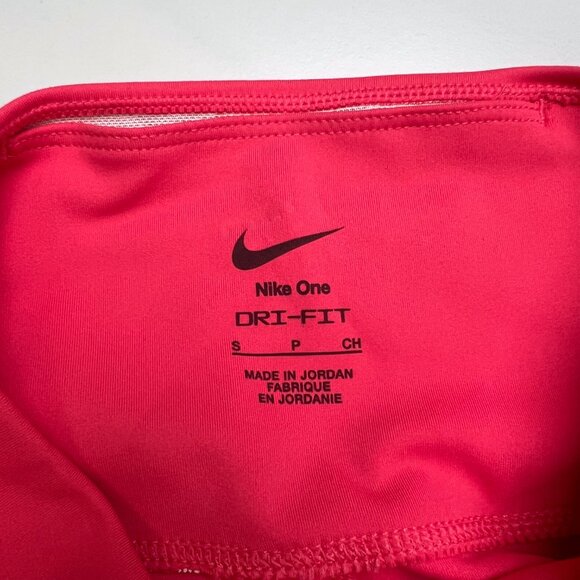 Nike One
DRI-FIT
S P CH
MADE IN JORDAN
FABRIQUE
EN JORDANIE